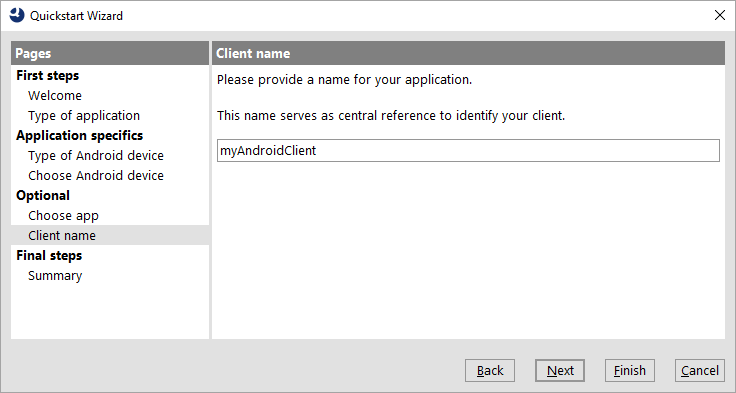 Quickstart Wizard
Pages
First steps
Welcome
Type of application
Application specifics
Type of Android device
Choose Android device
Optional
Choose app
Client name
Final steps
Summary
Client name
Please provide a name for your application.
This name serves as central reference to identify your client.
myAndroidClient
Back
Next
Finish
Cancel